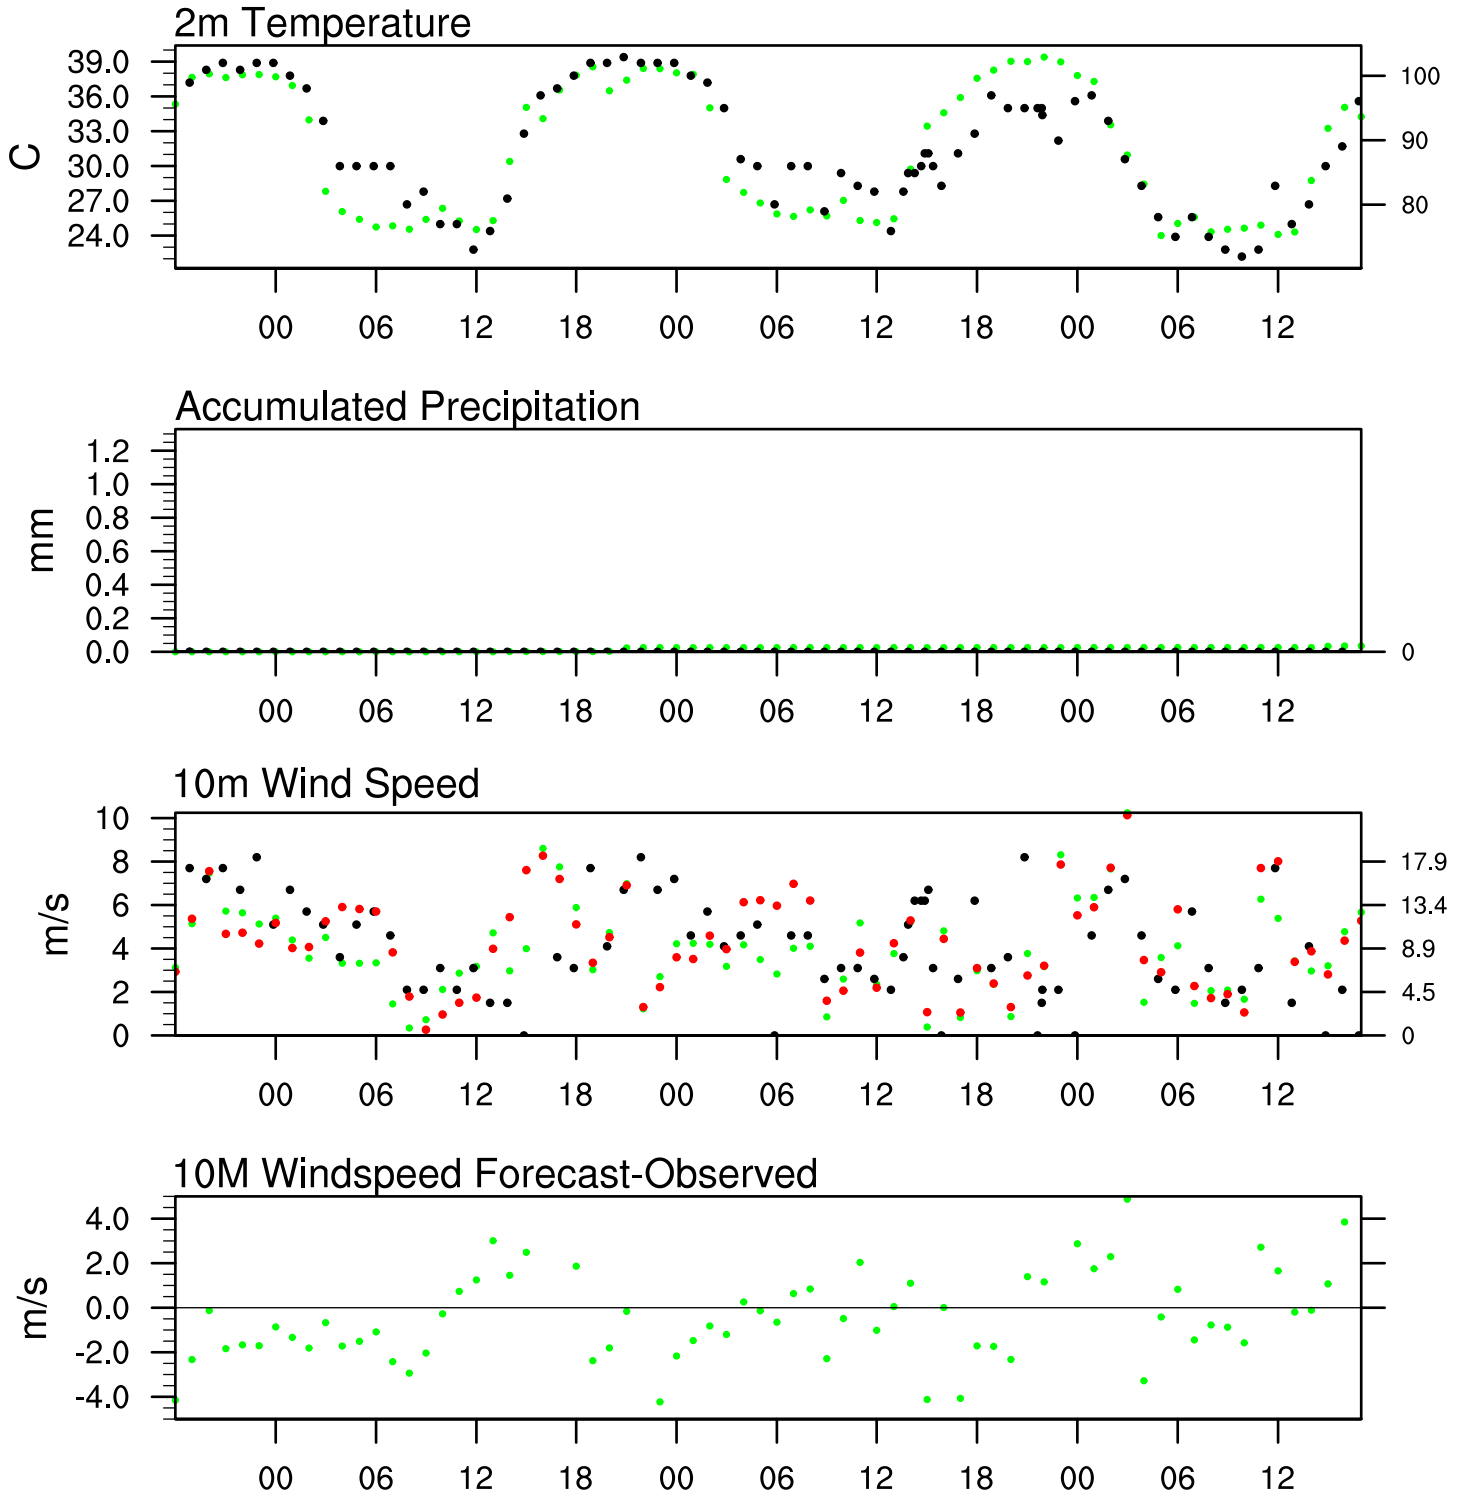 2m Temperature
39.0
36.0
33.0
30.0
27.0
24.0
C
100
90
80
00 06 12 18 00 06 12 18 00 06 12
Accumulated Precipitation
1.2
1.0
0.8
0.6
0.4
0.2
0.0
mm
0
00 06 12 18 00 06 12 18 00 06 12
10m Wind Speed
10
8
6
4
2
0
m/s
17.9
13.4
8.9
4.5
0
00 06 12 18 00 06 12 18 00 06 12
10M Windspeed Forecast-Observed
4.0
2.0
0.0
-2.0
-4.0
m/s
00 06 12 18 00 06 12 18 00 06 12